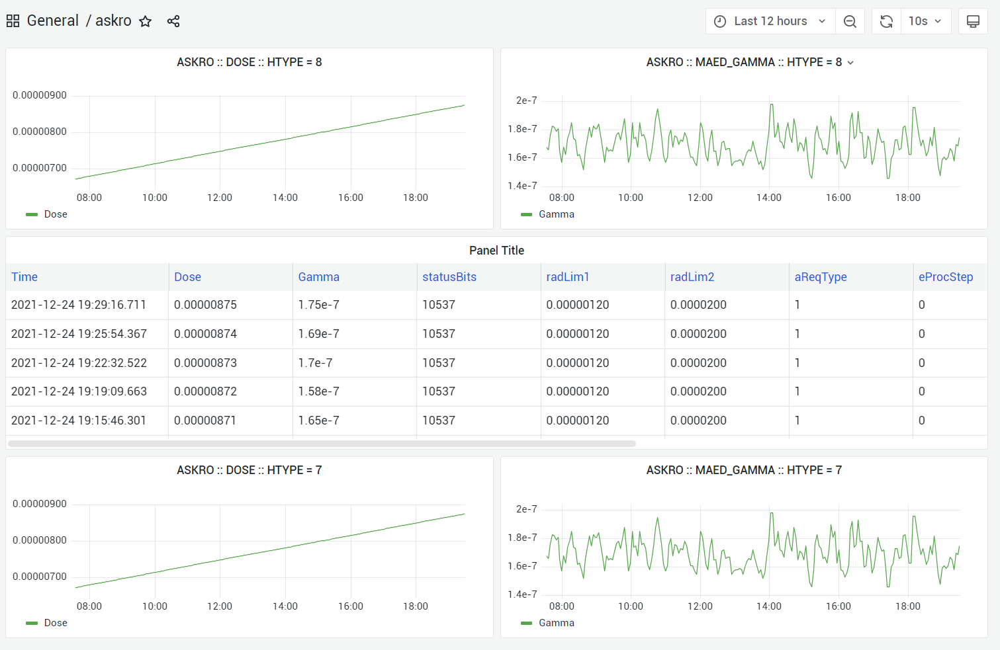 General / askro
Last 12 hours
10s
ASKRO :: DOSE :: HTYPE = 8
0.00000900
0.00000800
0.00000700
08:00 10:00 12:00 14:00 16:00 18:00
Dose
ASKRO :: MAED_GAMMA :: HTYPE = 8
2e-7
1.8e-7
1.6e-7
1.4e-7
08:00 10:00 12:00 14:00 16:00 18:00
Gamma
Panel Title
Time Dose Gamma statusBits radLim1 radLim2 aReqType eProcStep
2021-12-24 19:29:16.711 0.00000875 1.75e-7 10537 0.00000120 0.0000200 1 0
2021-12-24 19:25:54.367 0.00000874 1.69e-7 10537 0.00000120 0.0000200 1 0
2021-12-24 19:22:32.522 0.00000873 1.7e-7 10537 0.00000120 0.0000200 1 0
2021-12-24 19:19:09.663 0.00000872 1.58e-7 10537 0.00000120 0.0000200 1 0
2021-12-24 19:15:46.301 0.00000871 1.65e-7 10537 0.00000120 0.0000200 1 0
ASKRO :: DOSE :: HTYPE = 7
0.00000900
0.00000800
0.00000700
08:00 10:00 12:00 14:00 16:00 18:00
Dose
ASKRO :: MAED_GAMMA :: HTYPE = 7
2e-7
1.8e-7
1.6e-7
1.4e-7
08:00 10:00 12:00 14:00 16:00 18:00
Gamma